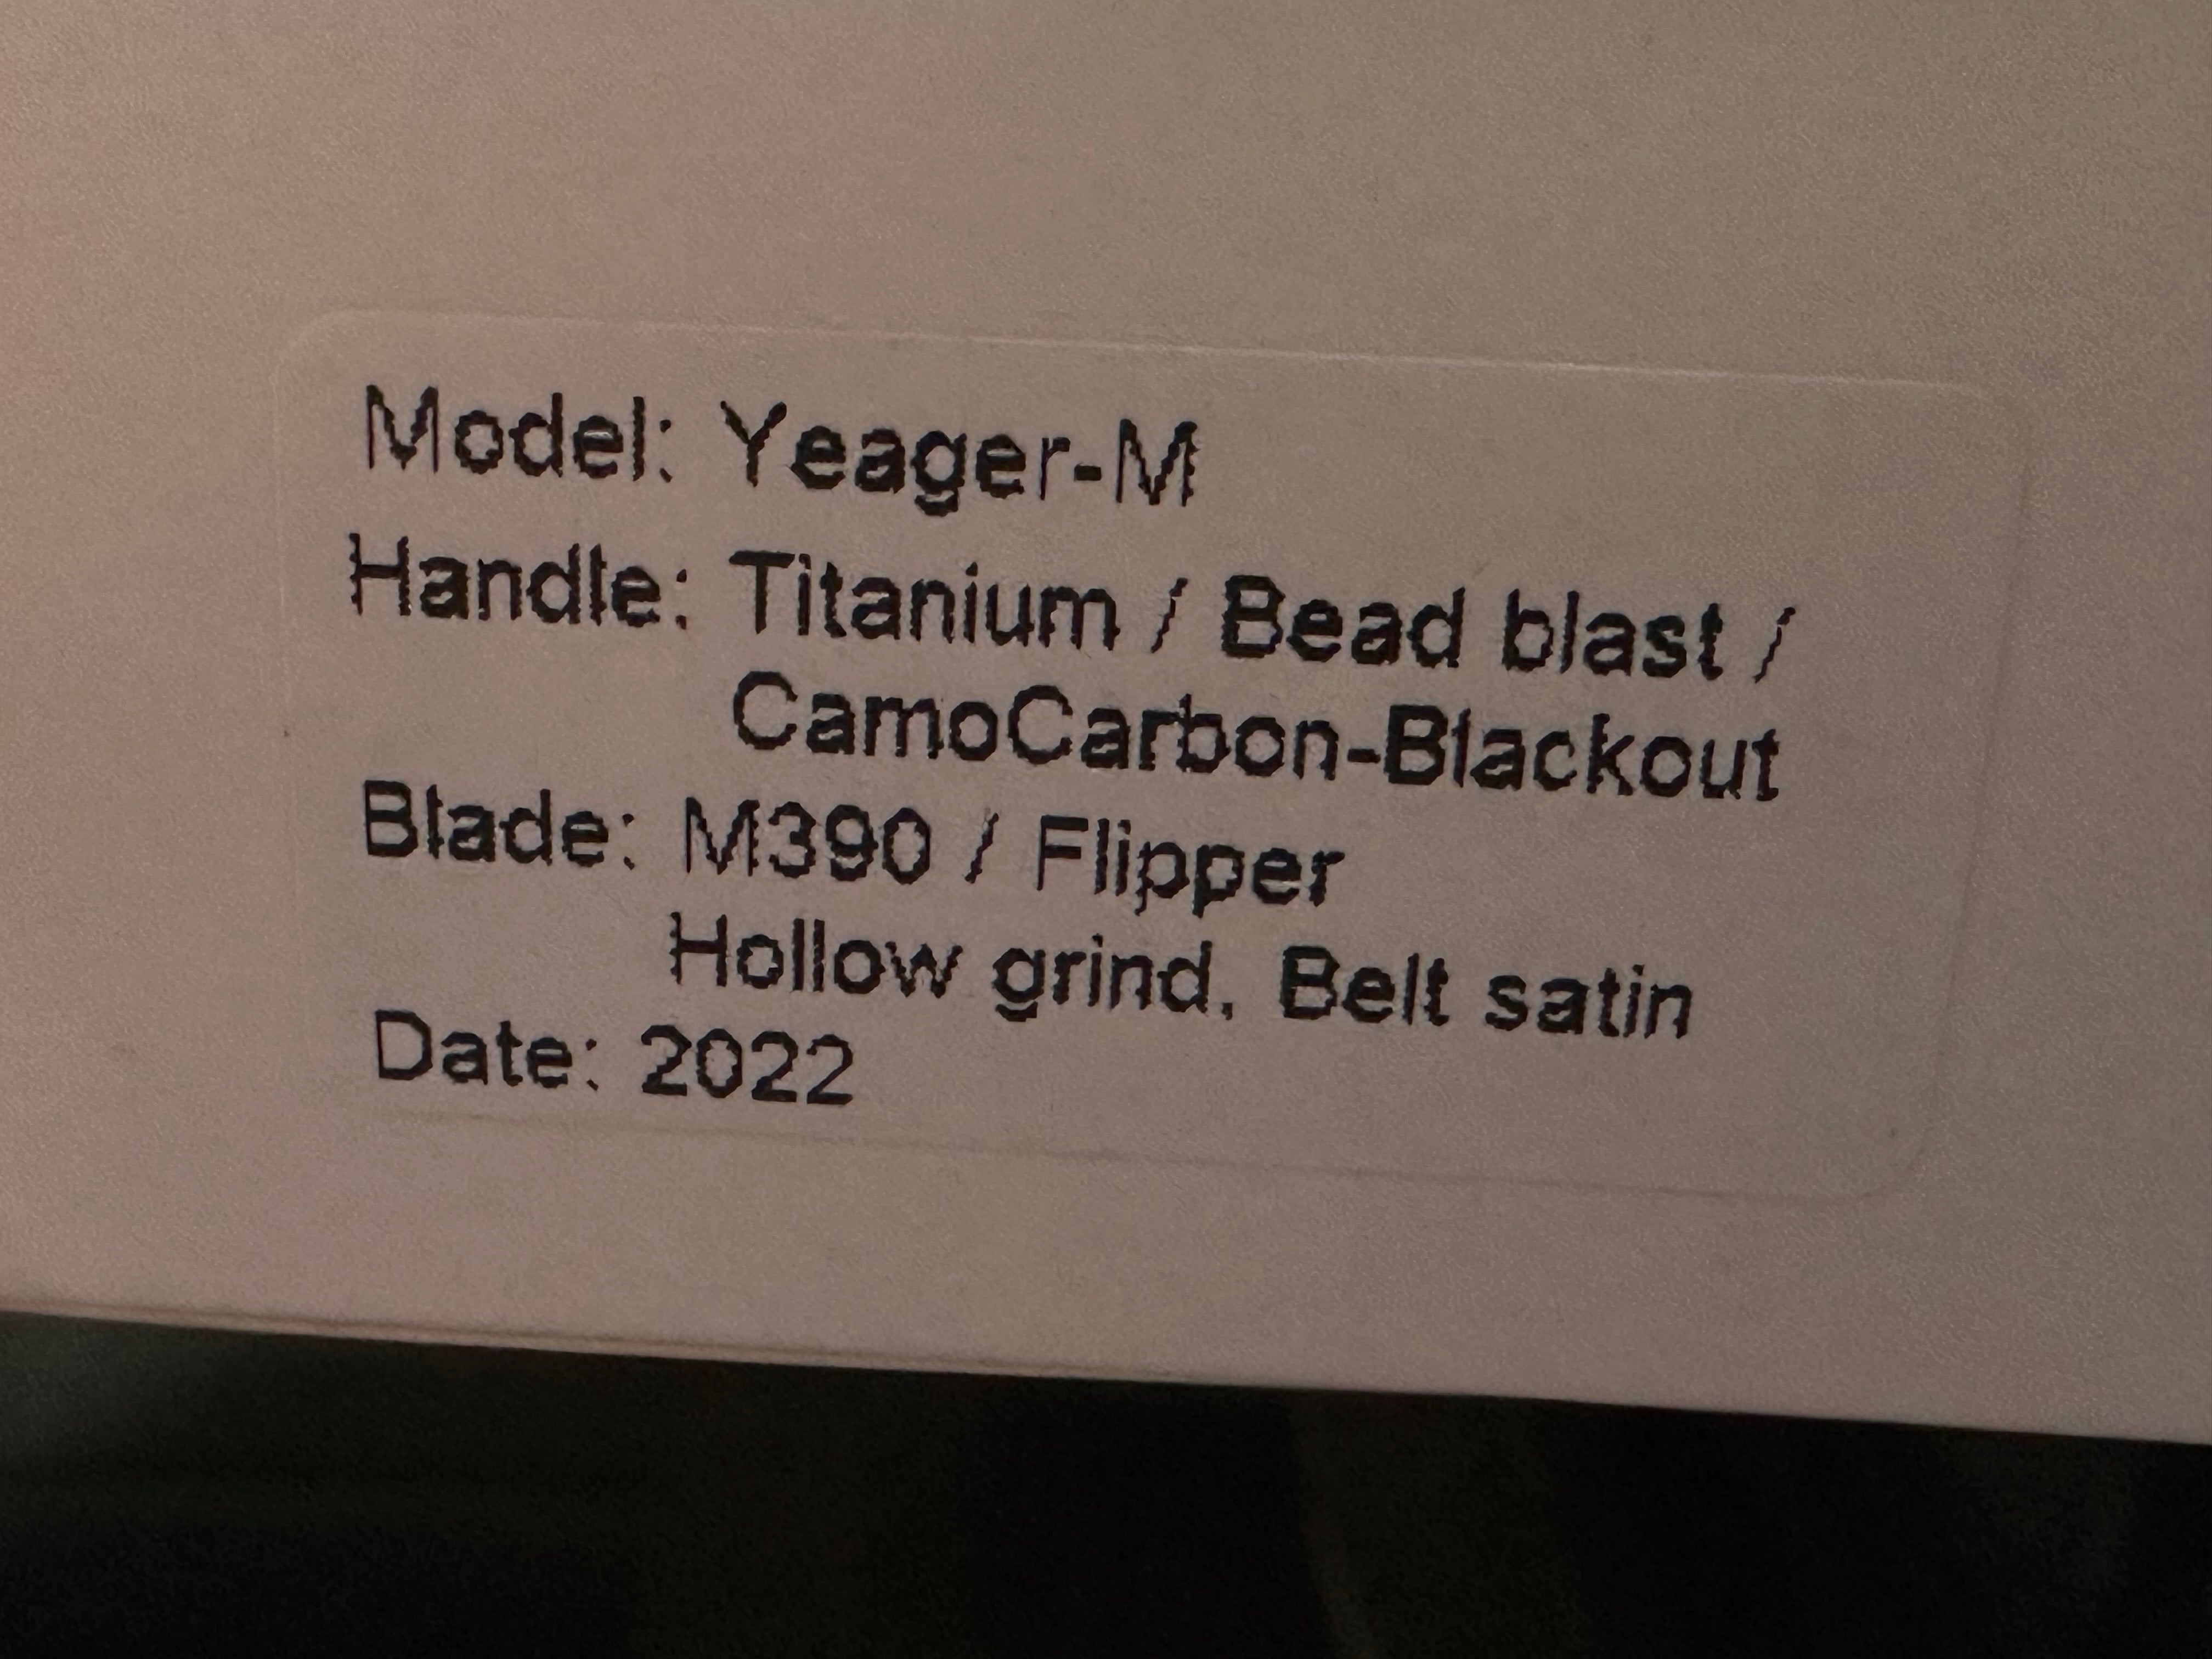 Model: Yeager-M
Handle: Titanium / Bead blast /
CamoCarbon-Blackout
Blade: M390 / Flipper
Hollow grind, Belt satin
Date: 2022